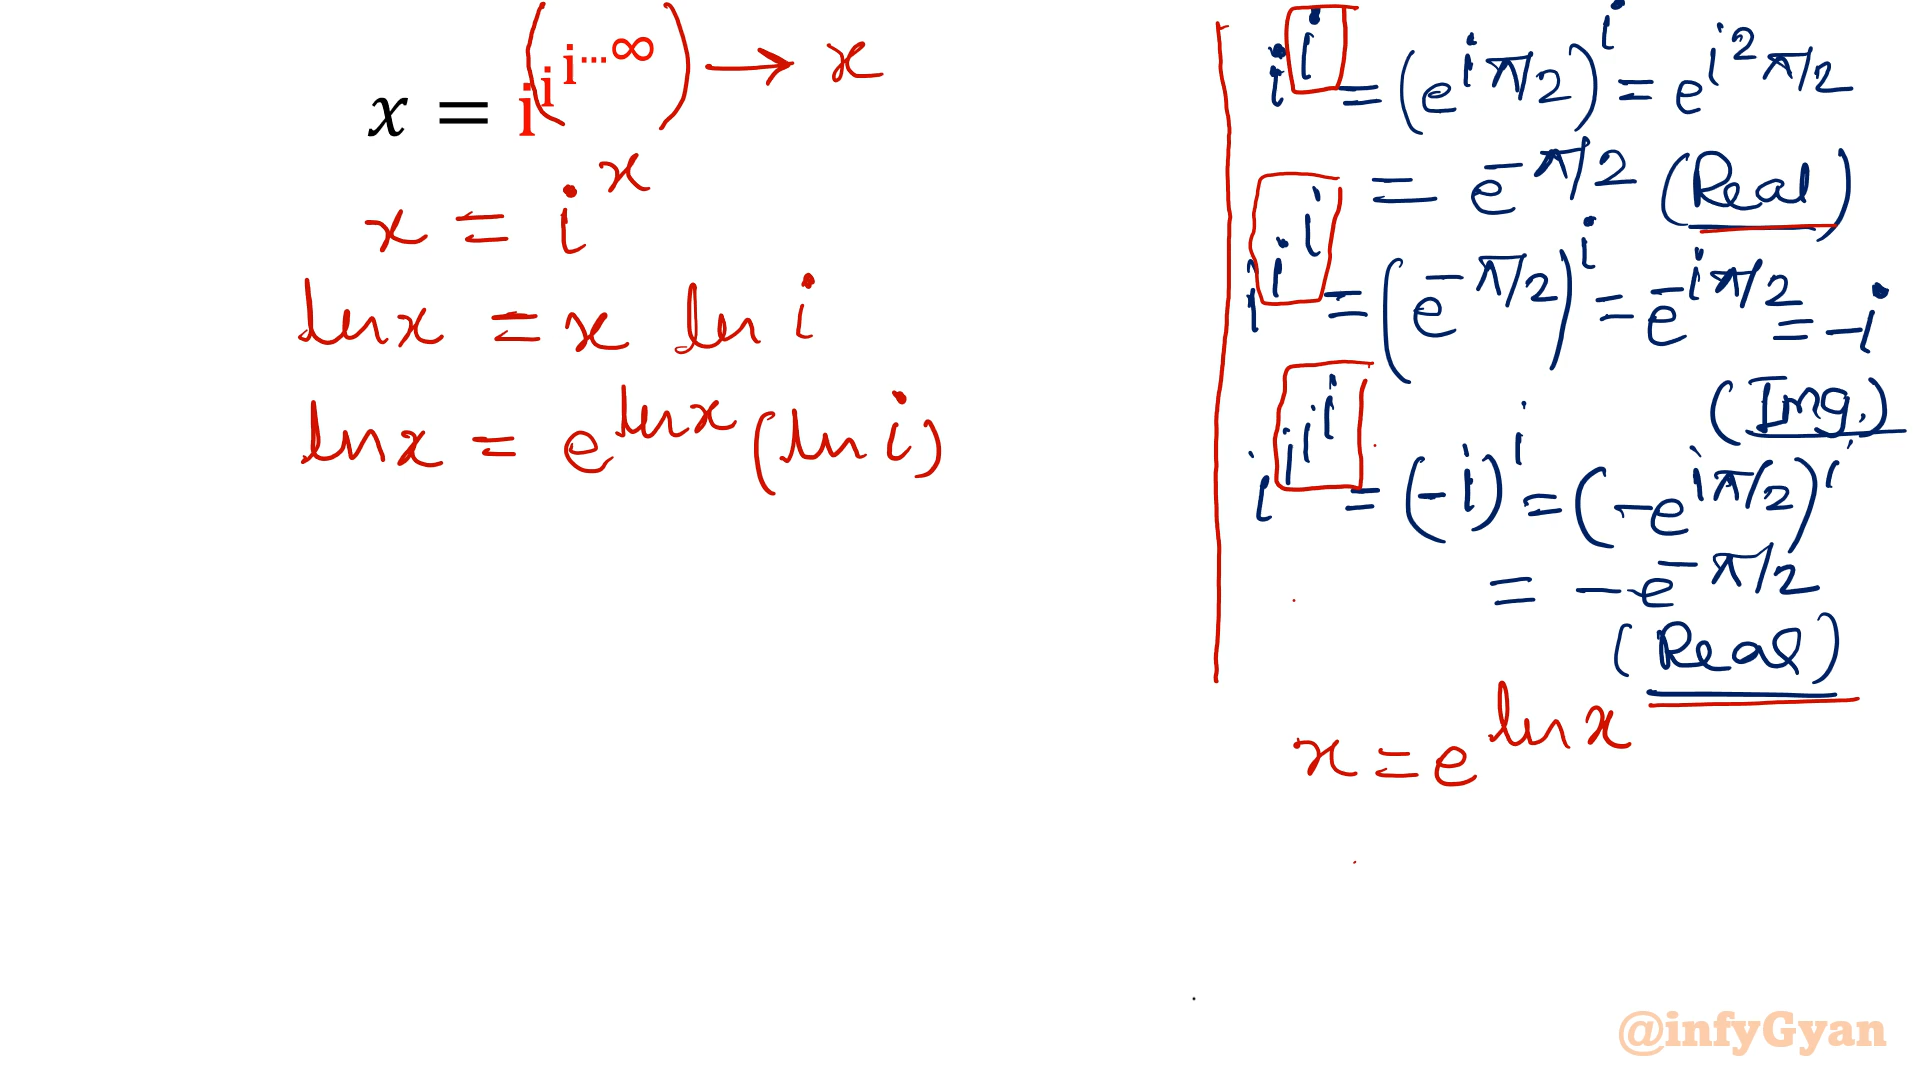 x = i^{(i^{i^{...∞}})} → x
x = i^x
ln x = x ln i
ln x = e^{ln x} (ln i)
i^{i^i} = (e^{iπ/2})^i = e^{i^2 π/2}
= e^{-π/2} (Real)
i^{i^i} = (e^{-π/2})^i = e^{-iπ/2} = -i
(Img.)
i^{i^{i^i}} = (-i)^i = (-e^{iπ/2})^i
= -e^{-π/2}
(Real)
x = e^{ln x}
@infyGyan